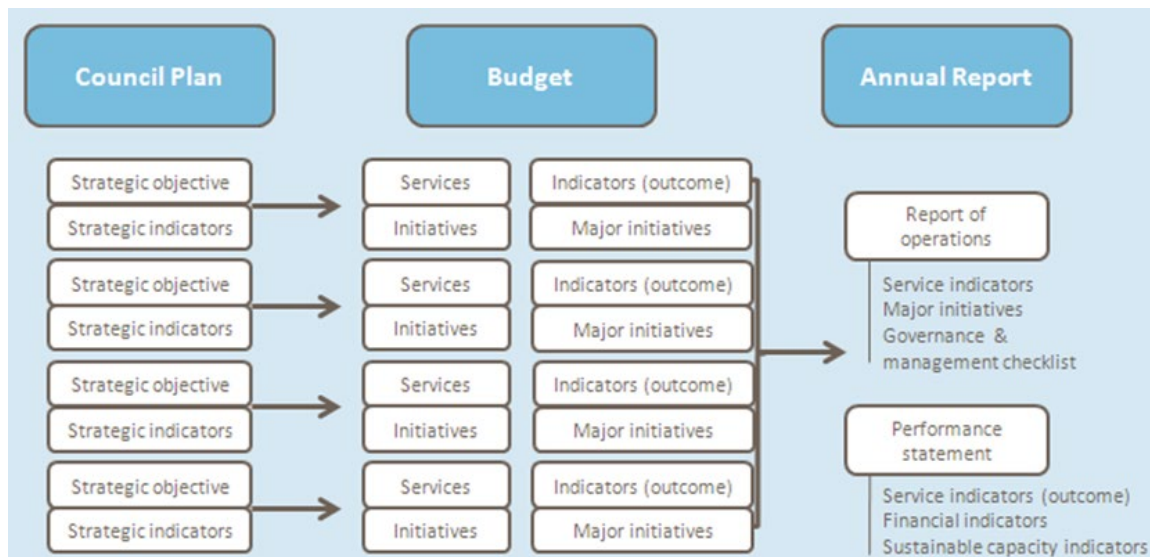 Council Plan
Budget
Annual Report
Strategic objective
Strategic indicators
Services
Initiatives
Indicators (outcome)
Major initiatives
Strategic objective
Strategic indicators
Services
Initiatives
Indicators (outcome)
Major initiatives
Strategic objective
Strategic indicators
Services
Initiatives
Indicators (outcome)
Major initiatives
Strategic objective
Strategic indicators
Services
Initiatives
Indicators (outcome)
Major initiatives
Report of
operations
Service indicators
Major initiatives
Governance &
management checklist
Performance
statement
Service indicators (outcome)
Financial indicators
Sustainable capacity indicators